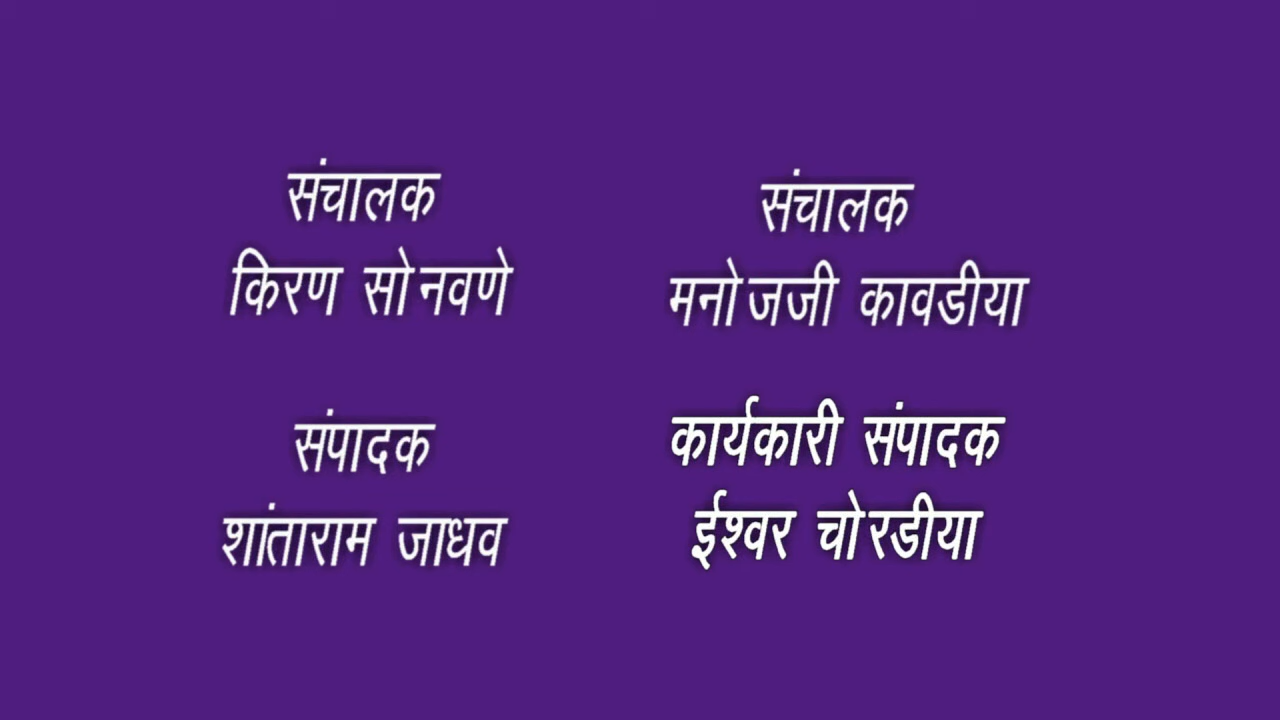 संचालक
किरण सोनवणे
संचालक
मनोजजी कावडीया
संपादक
शांताराम जाधव
कार्यकारी संपादक
ईश्वर चोरडीया